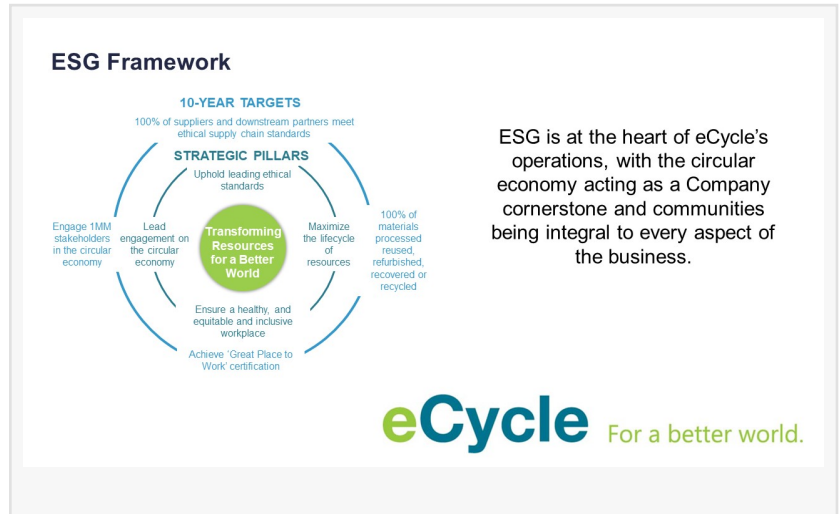 ESG Framework
10-YEAR TARGETS
100% of suppliers and downstream partners meet
ethical supply chain standards
STRATEGIC PILLARS
Uphold leading ethical
standards
Engage 1MM
stakeholders
in the circular
economy
Lead
engagement on
the circular
economy
Transforming
Resources
for a Better
World
Maximize
the lifecycle
of
resources
100% of
materials
processed
reused,
refurbished,
recovered or
recycled
Ensure a healthy, and
equitable and inclusive
workplace
Achieve ‘Great Place to
Work’ certification
ESG is at the heart of eCycle’s
operations, with the circular
economy acting as a Company
cornerstone and communities
being integral to every aspect of
the business.
eCycle For a better world.